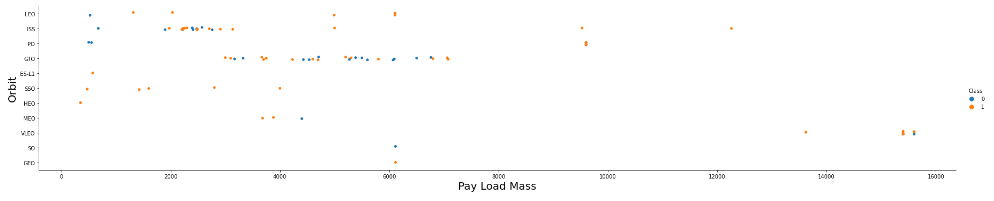 LEO
ISS
PO
GTO
ES-L1
SSO
HEO
MEO
VLEO
SO
GEO
Orbit
0 2000 4000 6000 8000 10000 12000 14000 16000
Pay Load Mass
Class
0
1